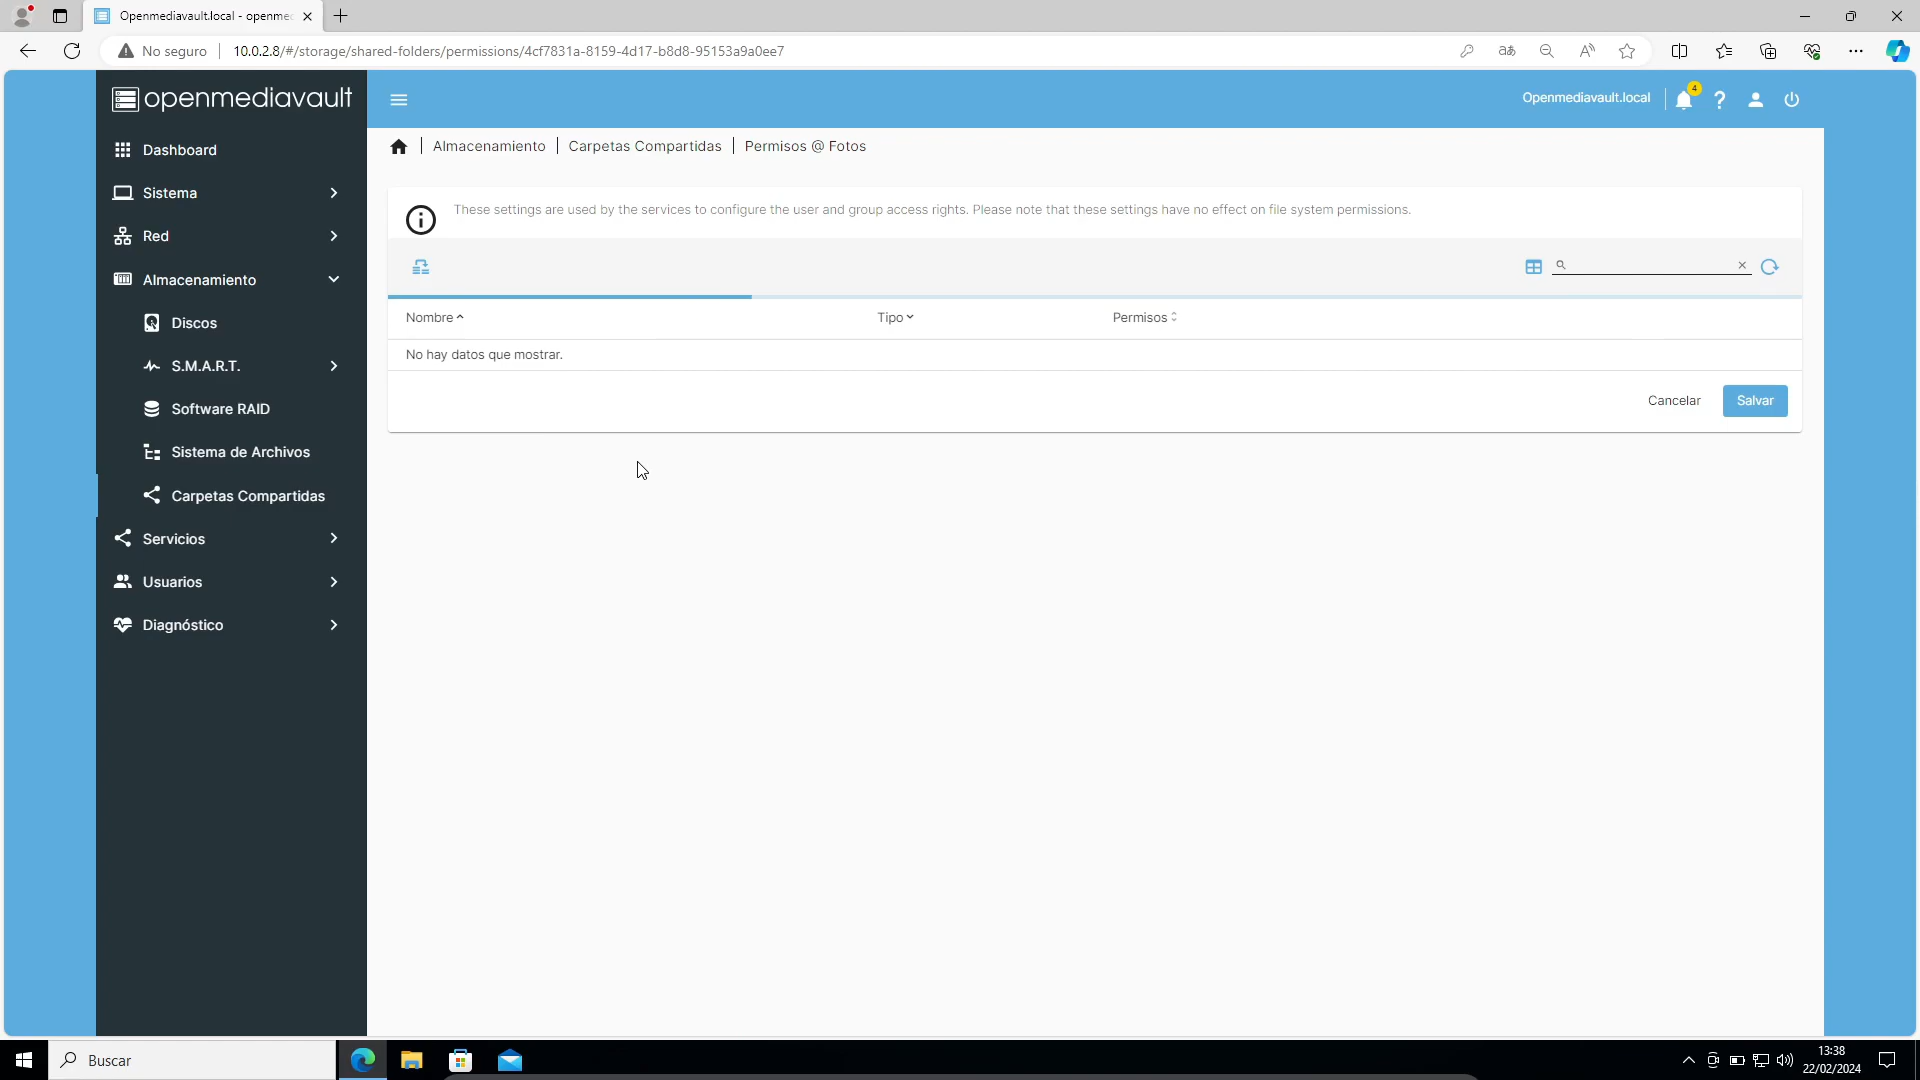 Openmediavault.local - openmec
No seguro
10.0.2.8/#/storage/shared-folders/permissions/4cf7831a-8159-4d17-b8d8-95153a9a0ee7
openmediavault
Openmediavault.local
4
Dashboard
Sistema
Red
Almacenamiento
Discos
S.M.A.R.T.
Software RAID
Sistema de Archivos
Carpetas Compartidas
Servicios
Usuarios
Diagnóstico
Almacenamiento | Carpetas Compartidas | Permisos @ Fotos
These settings are used by the services to configure the user and group access rights. Please note that these settings have no effect on file system permissions.
Nombre Tipo Permisos
No hay datos que mostrar.
Cancelar Salvar
Buscar
13:38
22/02/2024